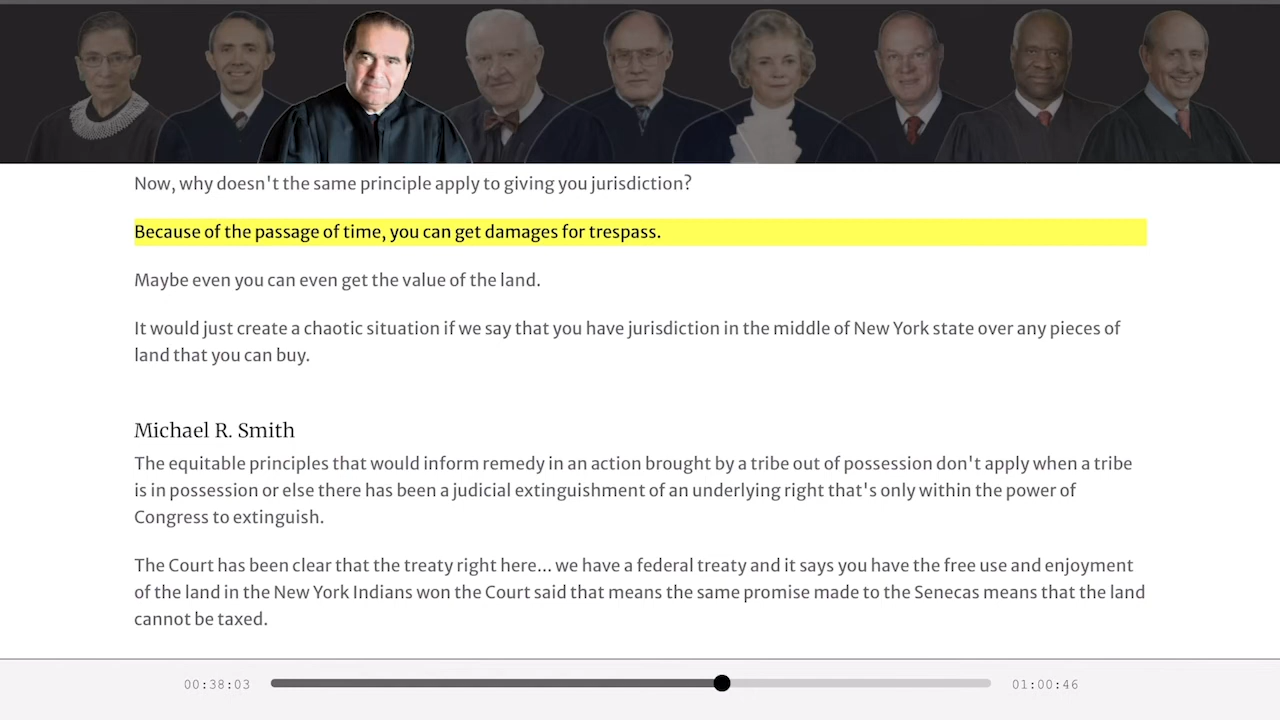 Now, why doesn't the same principle apply to giving you jurisdiction?
Because of the passage of time, you can get damages for trespass.
Maybe even you can even get the value of the land.
It would just create a chaotic situation if we say that you have jurisdiction in the middle of New York state over any pieces of
land that you can buy.
Michael R. Smith
The equitable principles that would inform remedy in an action brought by a tribe out of possession don't apply when a tribe
is in possession or else there has been a judicial extinguishment of an underlying right that's only within the power of
Congress to extinguish.
The Court has been clear that the treaty right here... we have a federal treaty and it says you have the free use and enjoyment
of the land in the New York Indians won the Court said that means the same promise made to the Senecas means that the land
cannot be taxed.
00:38:03
01:00:46